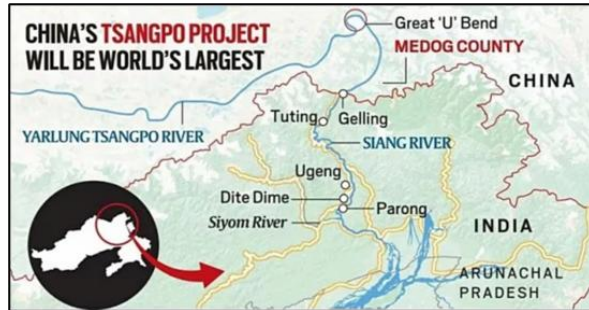 CHINA'S TSANGPO PROJECT
WILL BE WORLD'S LARGEST
Great 'U' Bend
MEDOG COUNTY
CHINA
YARLUNG TSANGPO RIVER
Tuting
Gelling
SIANG RIVER
Ugeng
Dite Dime
Siyom River
Parong
INDIA
ARUNACHAL
PRADESH